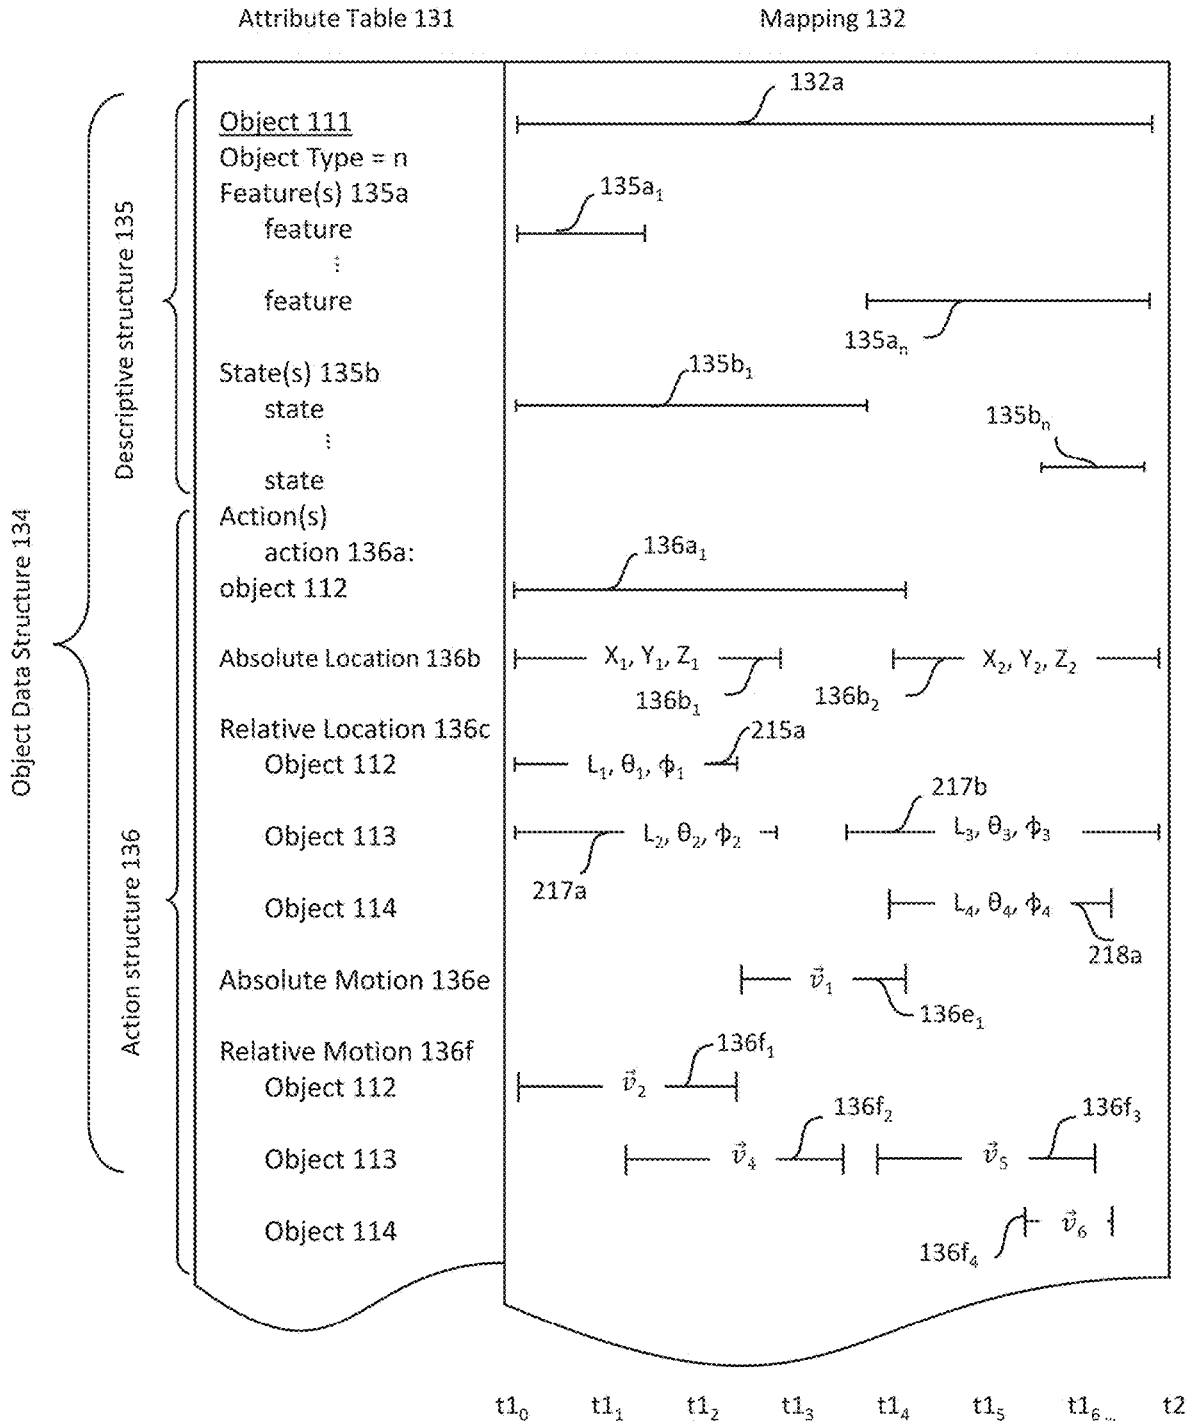 Attribute Table 131 Mapping 132
132a
Object 111
Object Type = n
Feature(s) 135a 135a₁
feature
⋮
feature
135aₙ
State(s) 135b 135b₁
state 135bₙ
⋮
state
Action(s)
action 136a: 136a₁
object 112
Absolute Location 136b X₁, Y₁, Z₁ X₂, Y₂, Z₂
136b₁ 136b₂
Relative Location 136c 215a
Object 112 L₁, θ₁, ϕ₁
217b
Object 113 L₂, θ₂, ϕ₂ L₃, θ₃, ϕ₃
217a
Object 114 L₄, θ₄, ϕ₄
218a
Absolute Motion 136e v⃗₁
136e₁
Relative Motion 136f 136f₁
Object 112 v⃗₂
136f₂ 136f₃
Object 113 v⃗₄ v⃗₅
Object 114 v⃗₆
136f₄
t1₀ t1₁ t1₂ t1₃ t1₄ t1₅ t1₆... t2
Object Data Structure 134
Descriptive structure 135
Action structure 136